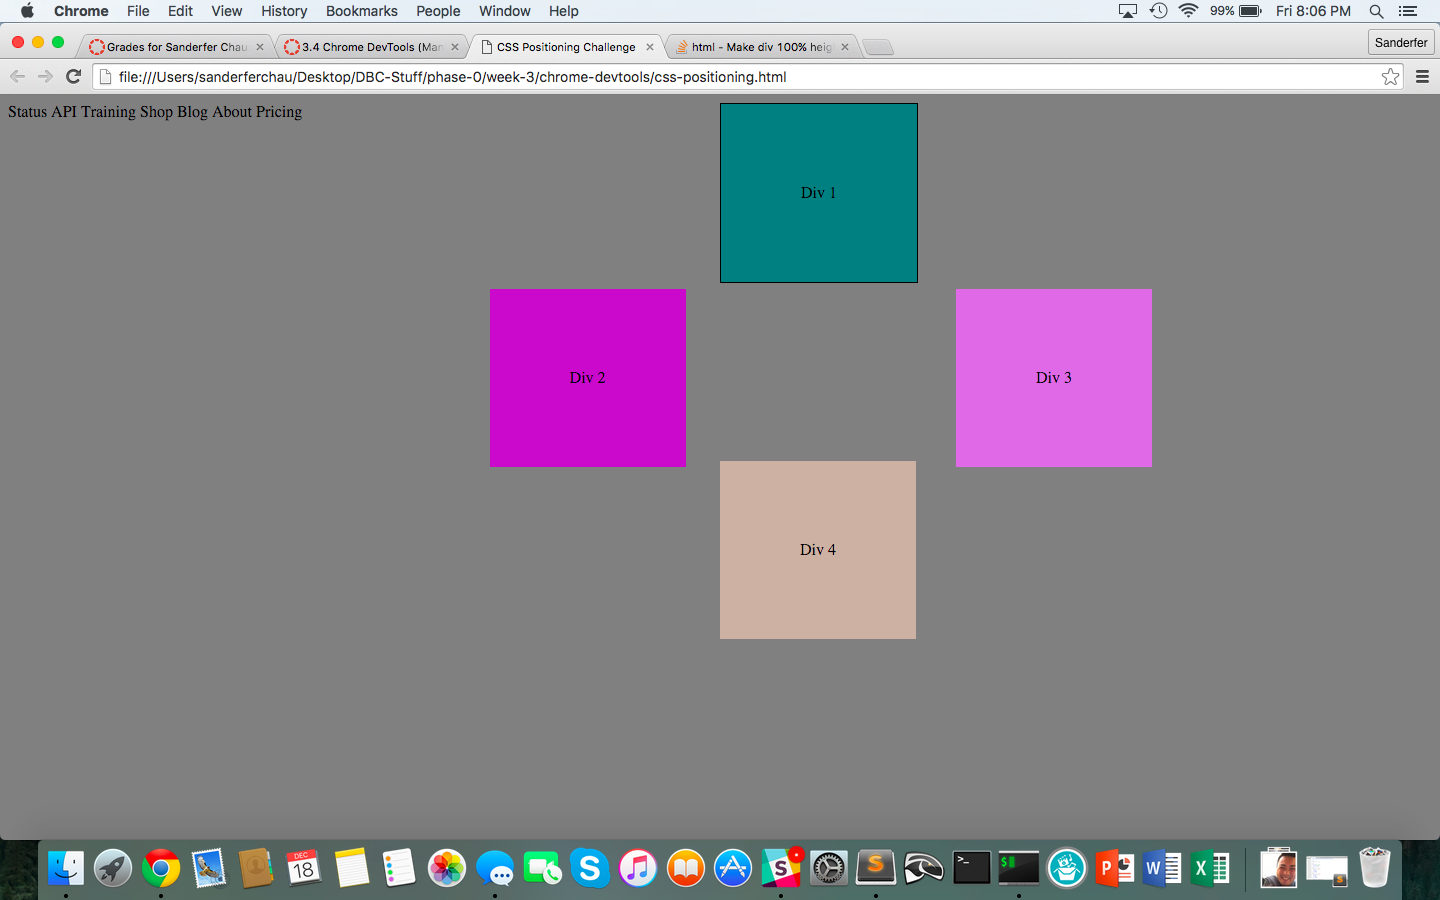 Chrome File Edit View History Bookmarks People Window Help 99% Fri 8:06 PM
Grades for Sanderfer Chau 3.4 Chrome DevTools (Man CSS Positioning Challenge html - Make div 100% heig Sanderfer
file:///Users/sanderferchau/Desktop/DBC-Stuff/phase-0/week-3/chrome-devtools/css-positioning.html
Status API Training Shop Blog About Pricing
Div 1
Div 2 Div 3
Div 4
DEC
18